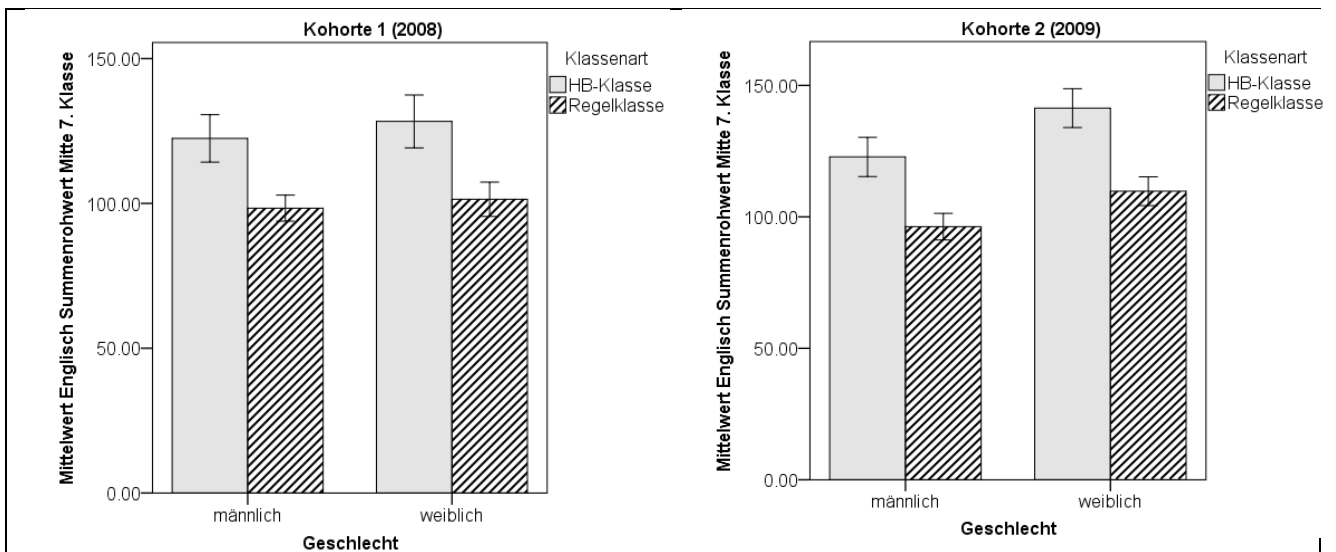 Kohorte 1 (2008)
Mittelwert Englisch Summenrohwert Mitte 7. Klasse
150.00
100.00
50.00
0.00
männlich
weiblich
Geschlecht
Klassenart
HB-Klasse
Regelklasse
Kohorte 2 (2009)
Mittelwert Englisch Summenrohwert Mitte 7. Klasse
150.00
100.00
50.00
0.00
männlich
weiblich
Geschlecht
Klassenart
HB-Klasse
Regelklasse